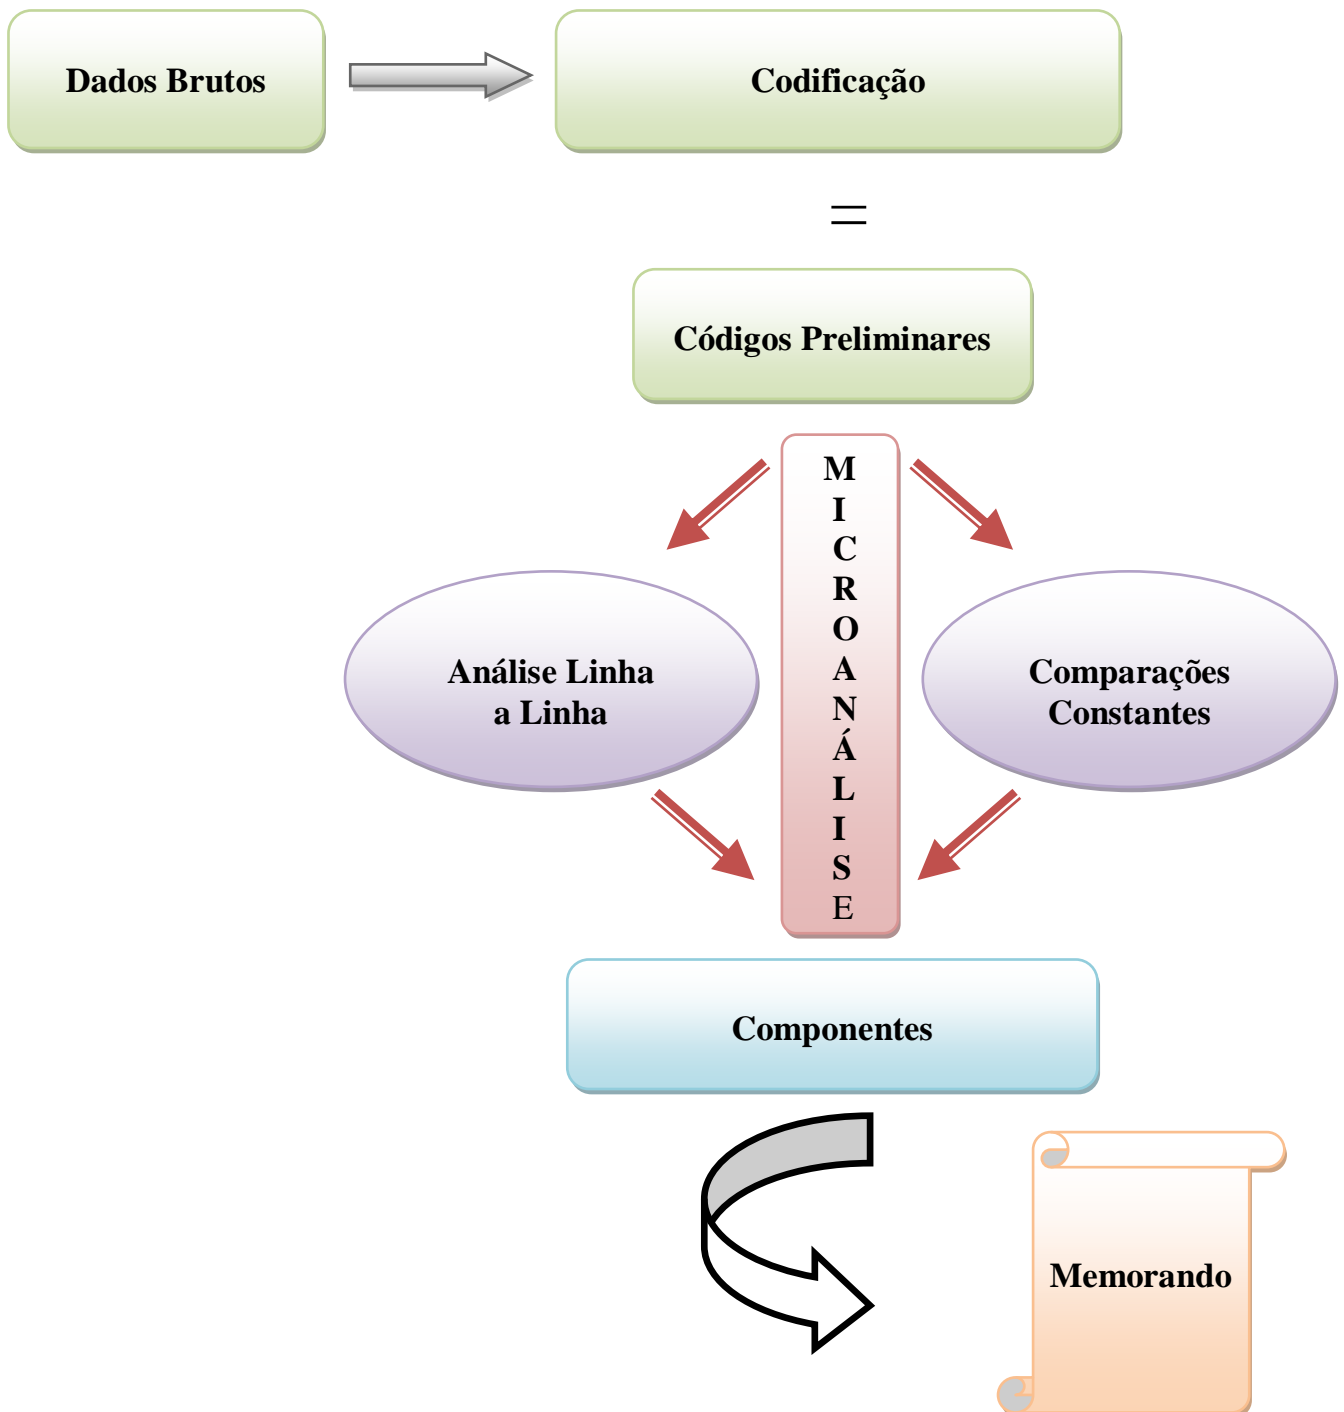 Dados Brutos
Codificação
=
Códigos Preliminares
M
I
C
R
O
A
N
Á
L
I
S
E
Análise Linha
a Linha
Comparações
Constantes
Componentes
Memorando